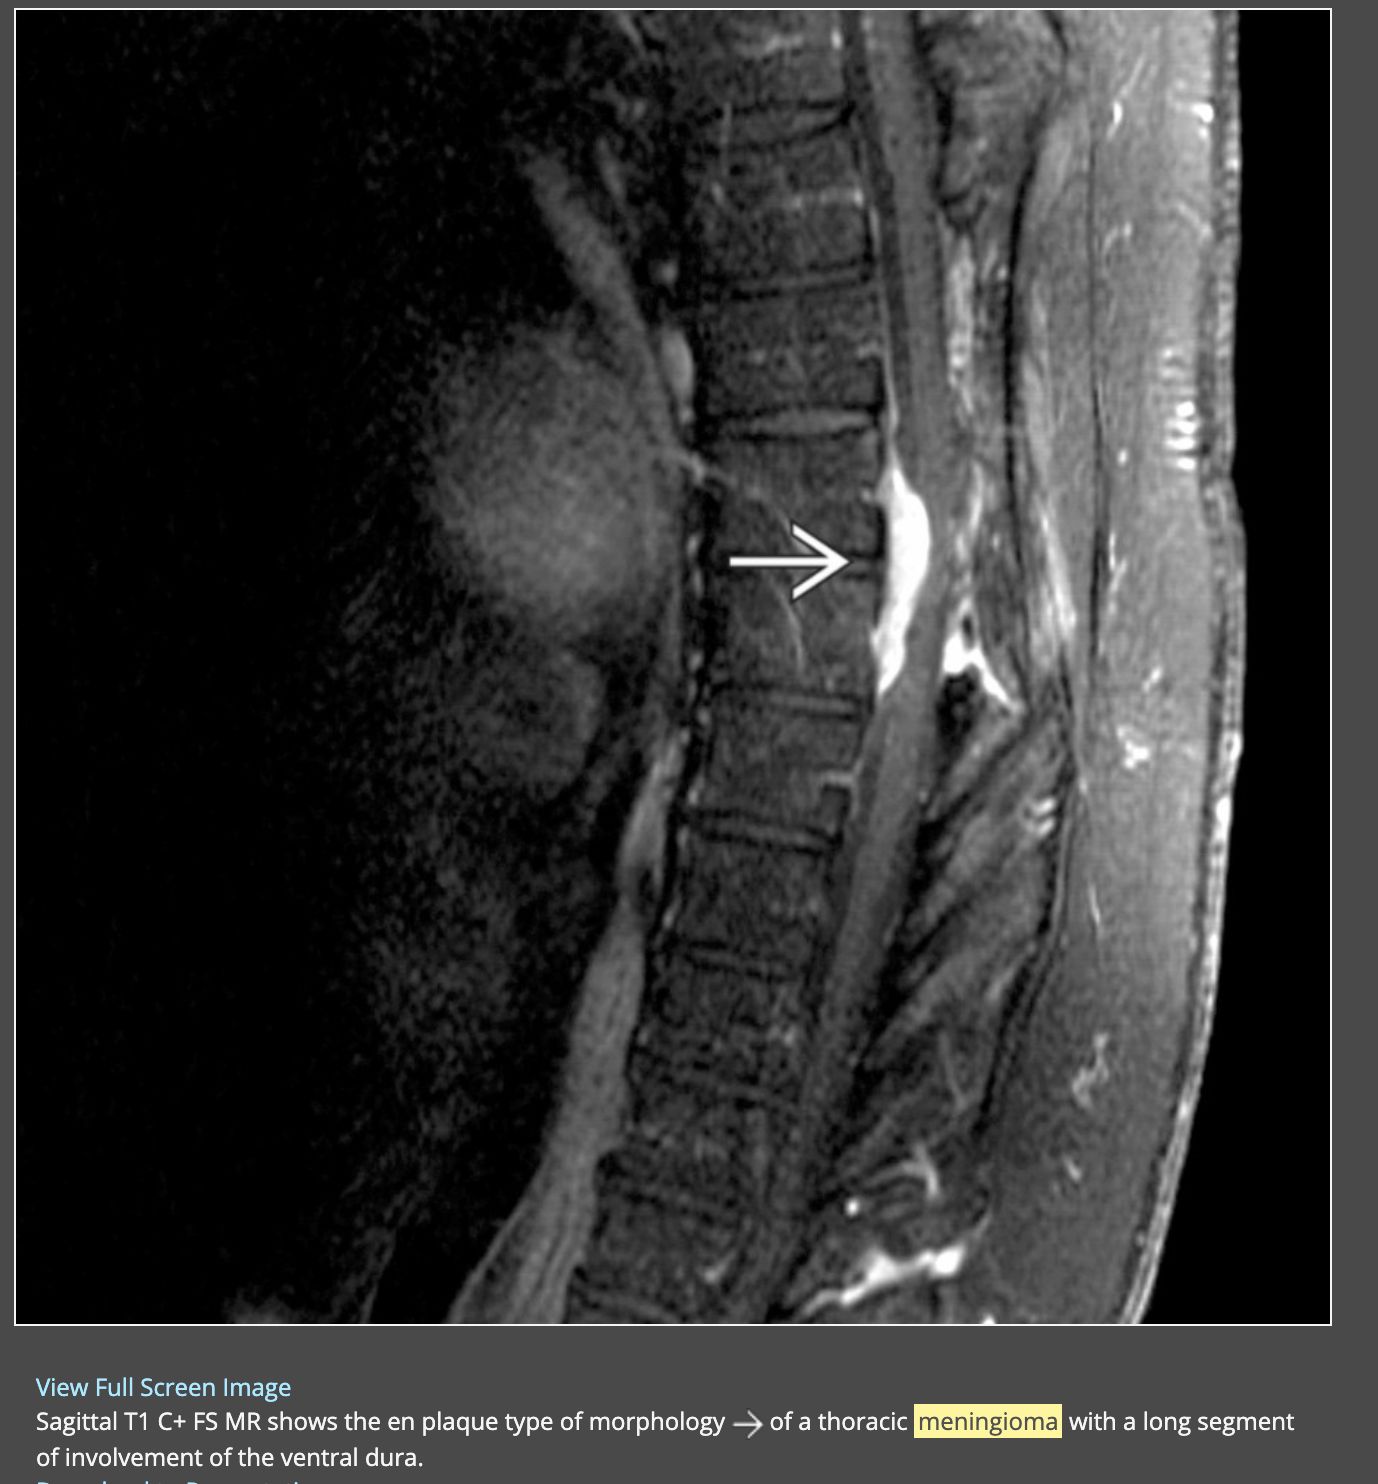 View Full Screen Image
Sagittal T1 C+ FS MR shows the en plaque type of morphology → of a thoracic meningioma with a long segment
of involvement of the ventral dura.